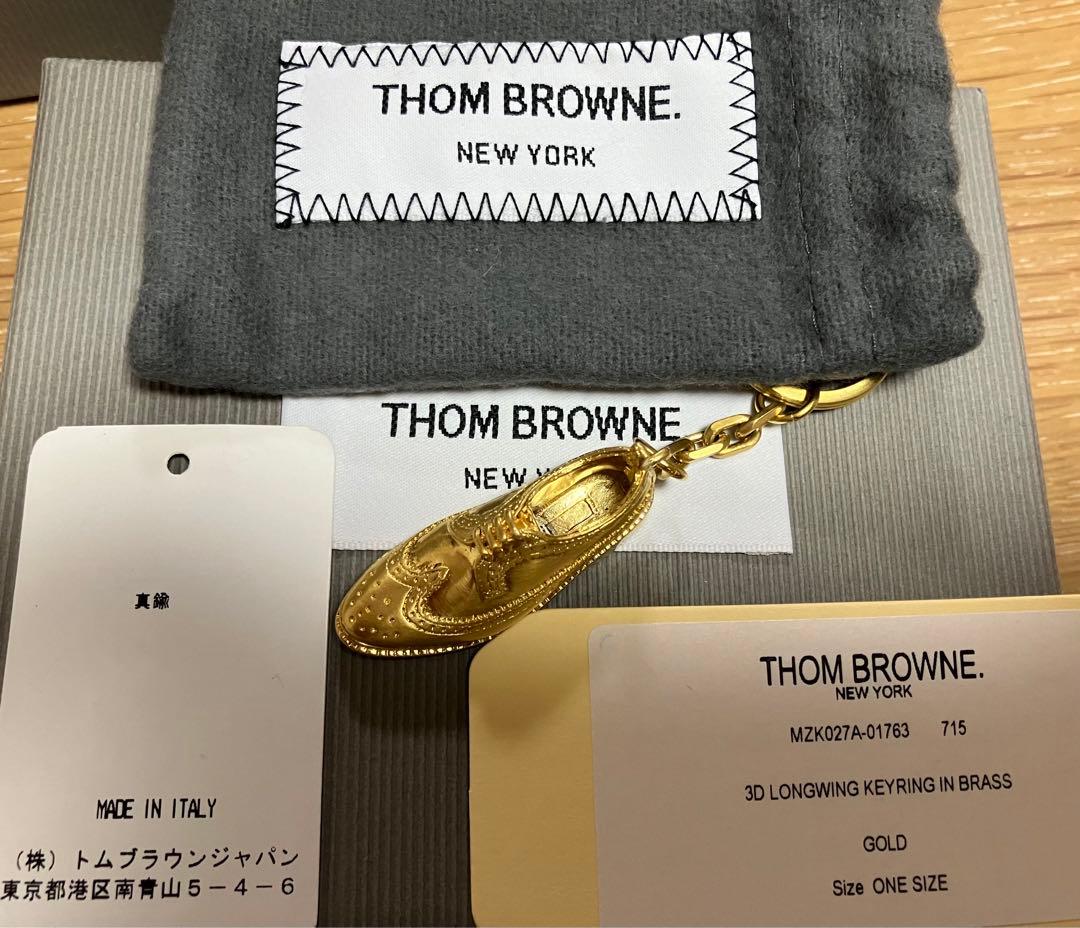 THOM BROWNE.
NEW YORK
THOM BROWNE
NEW
真鍮
MADE IN ITALY
(株)トムブラウンジャパン
東京都港区南青山5-4-6
THOM BROWNE.
NEW YORK
MZK027A-01763 715
3D LONGWING KEYRING IN BRASS
GOLD
Size ONE SIZE